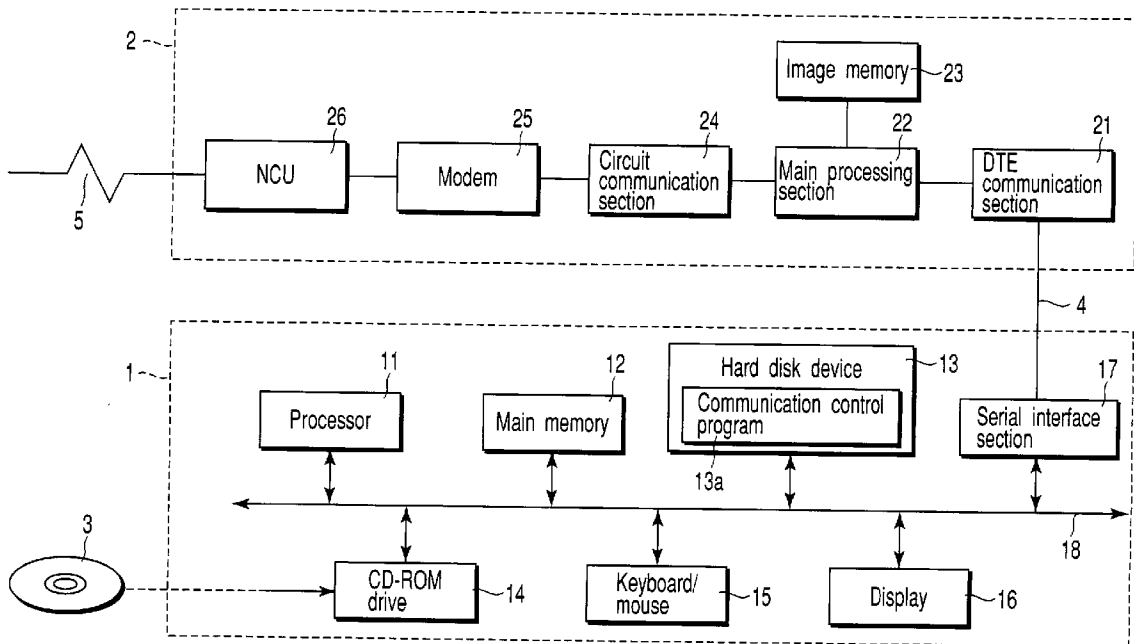 2
Image memory
23
26
25
24
22
21
NCU
Modem
Circuit
communication
section
Main processing
section
DTE
communication
section
5
4
1
11
12
Hard disk device
13
17
Processor
Main memory
Communication control
program
13a
Serial interface
section
18
3
CD-ROM
drive
14
Keyboard/
mouse
15
Display
16